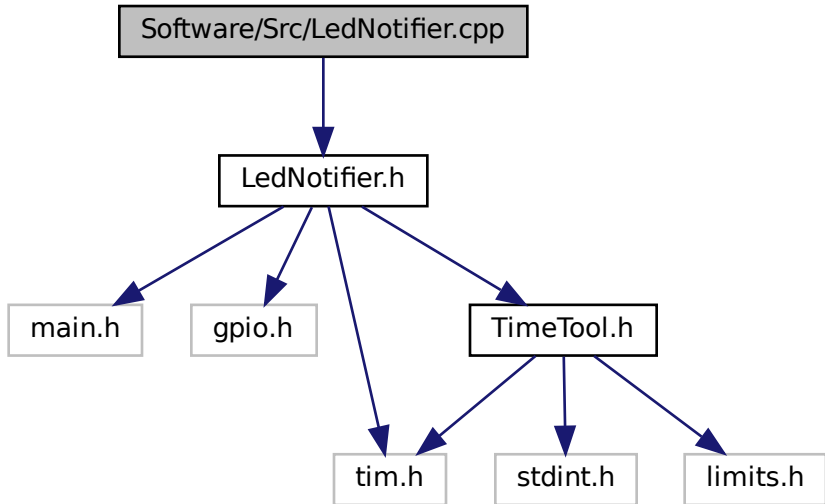 Software/Src/LedNotifier.cpp
LedNotifier.h
main.h
gpio.h
TimeTool.h
tim.h
stdint.h
limits.h